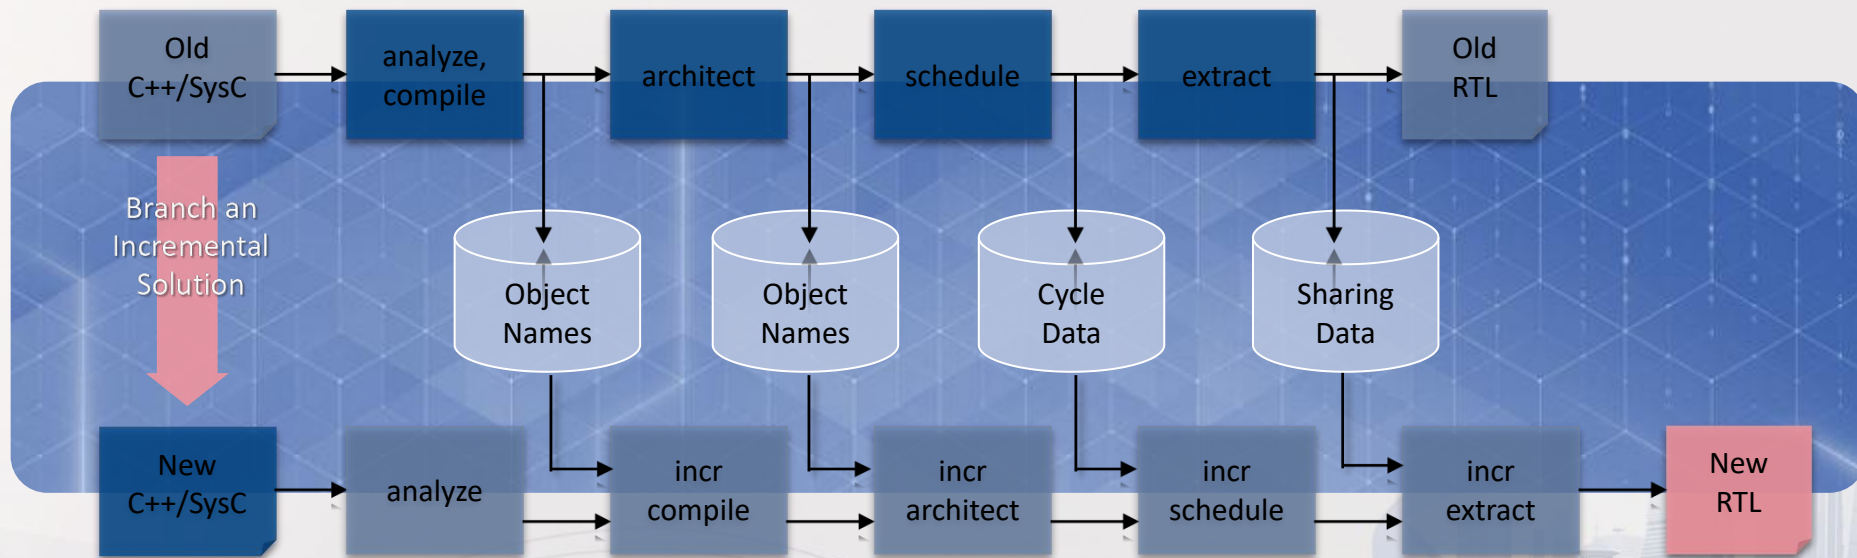 Old
C++/SysC
analyze,
compile
architect
schedule
extract
Old
RTL
Branch an
Incremental
Solution
Object
Names
Object
Names
Cycle
Data
Sharing
Data
New
C++/SysC
analyze
incr
compile
incr
architect
incr
schedule
incr
extract
New
RTL